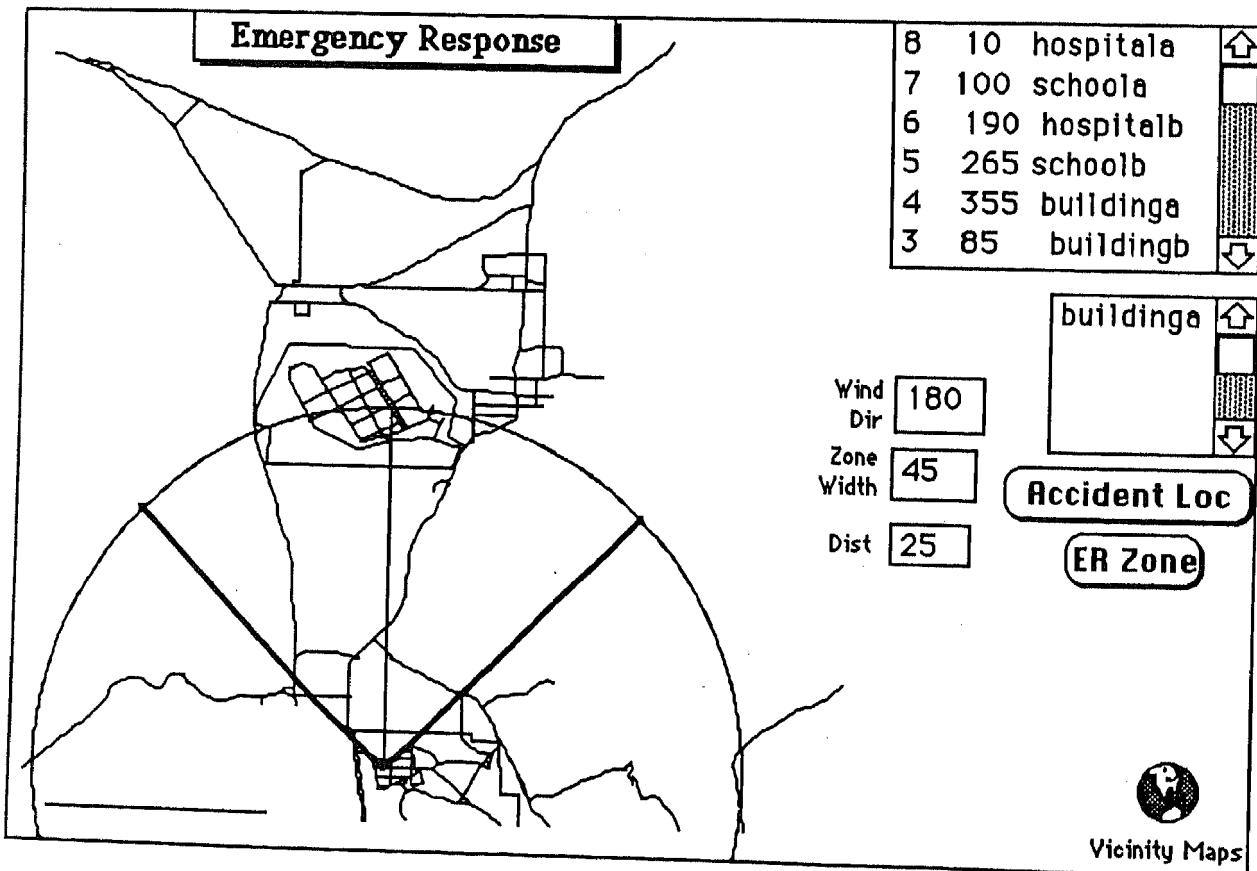 Emergency Response
8 10 hospitala
7 100 schoola
6 190 hospitalb
5 265 schoolb
4 355 buildinga
3 85 buildingb
buildinga
Wind Dir 180
Zone Width 45
Dist 25
Accident Loc
ER Zone
Vicinity Maps